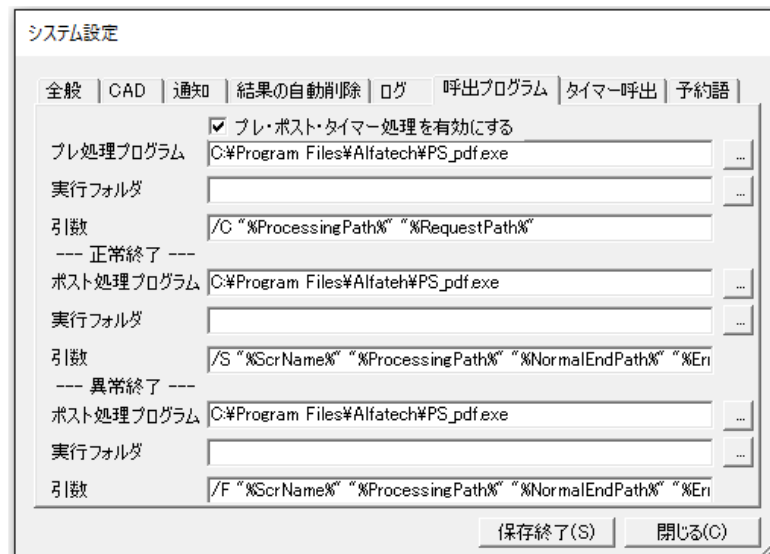 システム設定
全般 CAD 通知 結果の自動削除 ログ 呼出プログラム タイマー呼出 予約語
プレ・ポスト・タイマー処理を有効にする
プレ処理プログラム C:¥Program Files¥Alfatech¥PS_pdf.exe ...
実行フォルダ ...
引数 /C "%ProcessingPath%" "%RequestPath%"
--- 正常終了 ---
ポスト処理プログラム C:¥Program Files¥Alfateh¥PS_pdf.exe ...
実行フォルダ ...
引数 /S "%ScrName%" "%ProcessingPath%" "%NormalEndPath%" "%Err
--- 異常終了 ---
ポスト処理プログラム C:¥Program Files¥Alfatech¥PS_pdf.exe ...
実行フォルダ ...
引数 /F "%ScrName%" "%ProcessingPath%" "%NormalEndPath%" "%Err
保存終了(S) 閉じる(C)